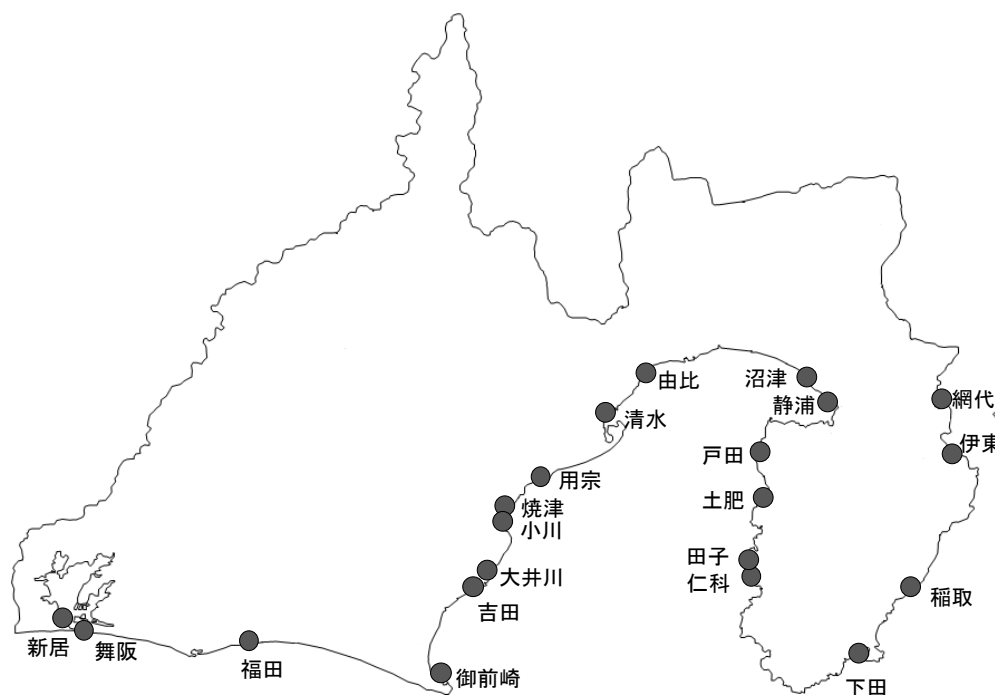 由比
沼津
静浦
網代
清水
伊東
戸田
用宗
土肥
焼津
小川
田子
大井川
仁科
吉田
稲取
新居
舞阪
福田
御前崎
下田